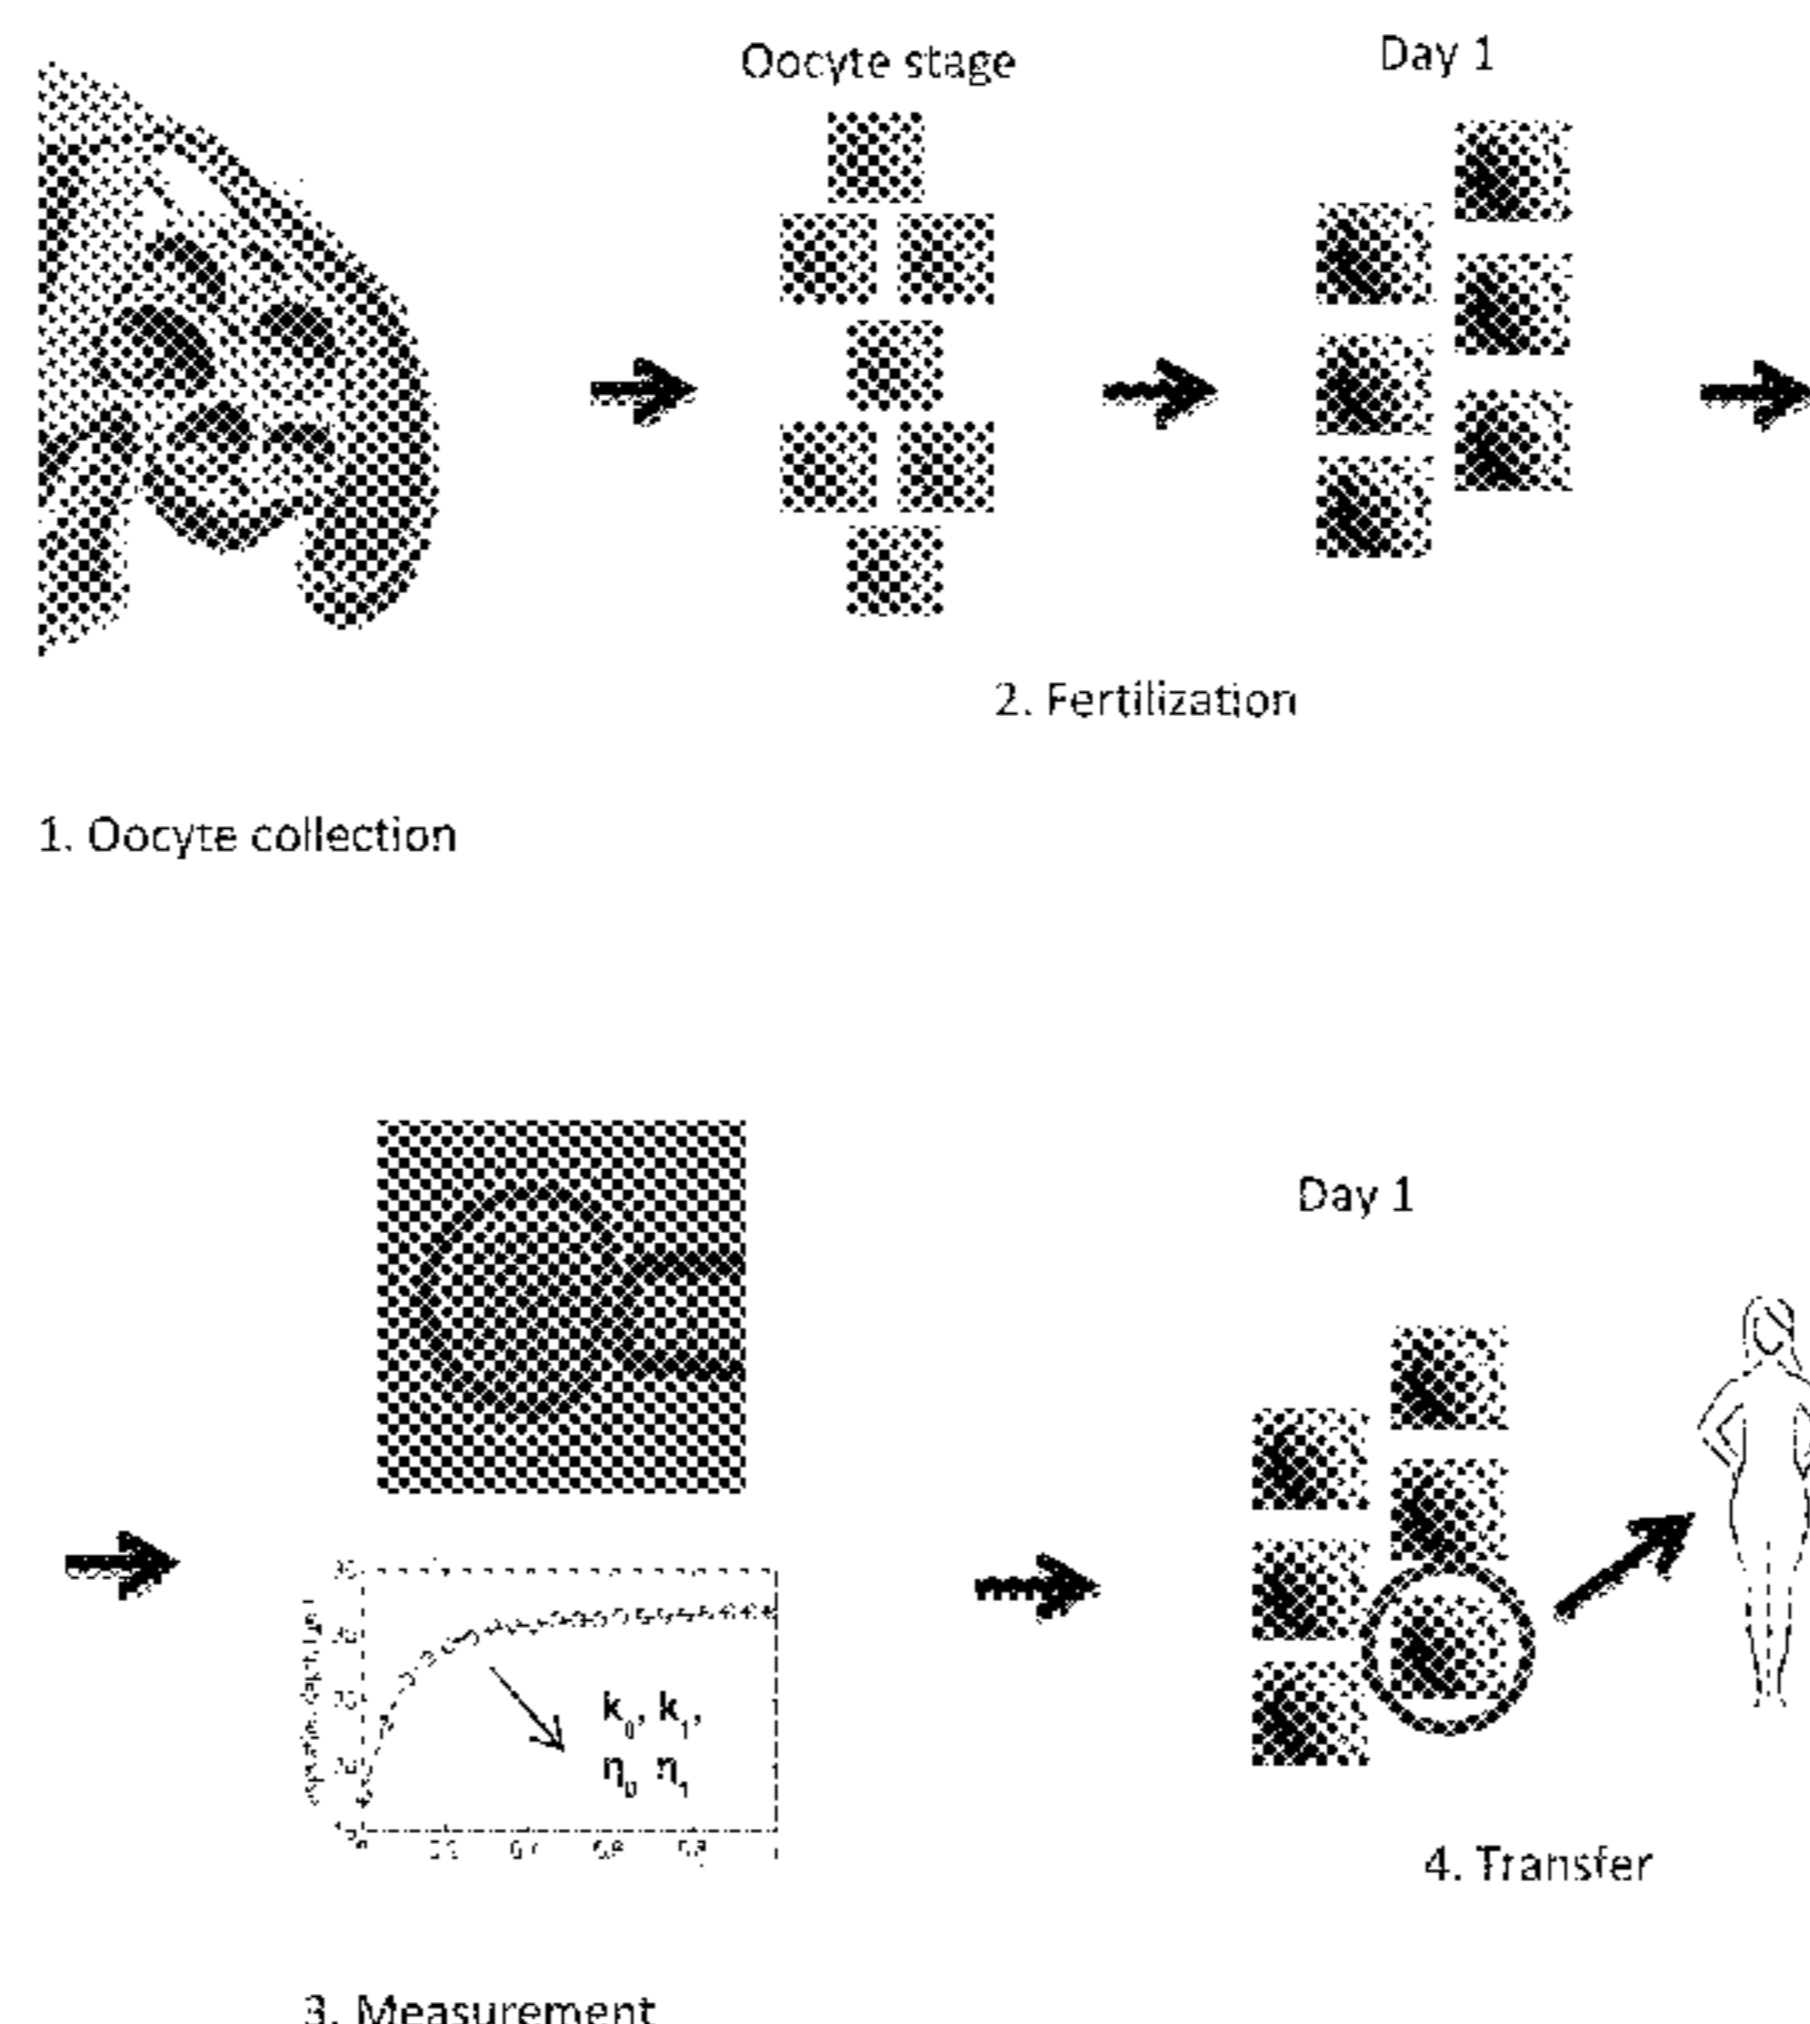 Oocyte stage
Day 1
2. Fertilization
1. Oocyte collection
Day 1
k₀, k₁,
η₀ η₁
4. Transfer
3. Measurement